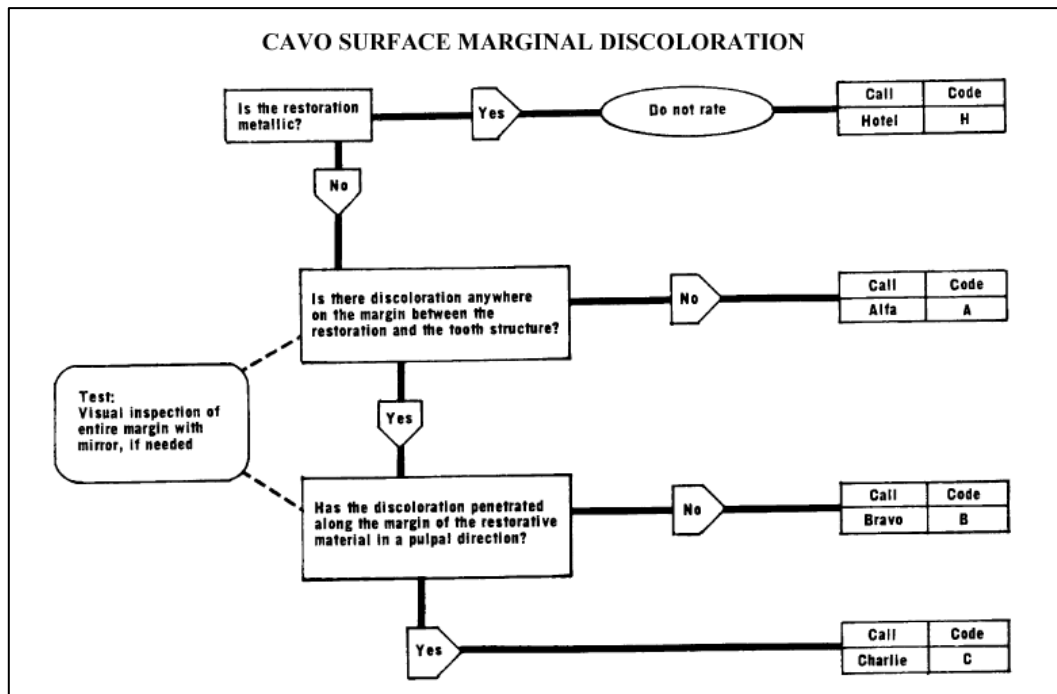 CAVO SURFACE MARGINAL DISCOLORATION
Is the restoration
metallic?
Yes
Do not rate
Call Code
Hotel H
No
Is there discoloration anywhere
on the margin between the
restoration and the tooth structure?
No
Call Code
Alfa A
Test:
Visual inspection of
entire margin with
mirror, if needed
Yes
Has the discoloration penetrated
along the margin of the restorative
material in a pulpal direction?
No
Call Code
Bravo B
Yes
Call Code
Charlie C